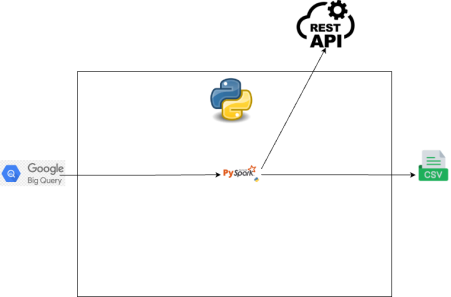 REST
API
Google
Big Query
PySpark
CSV